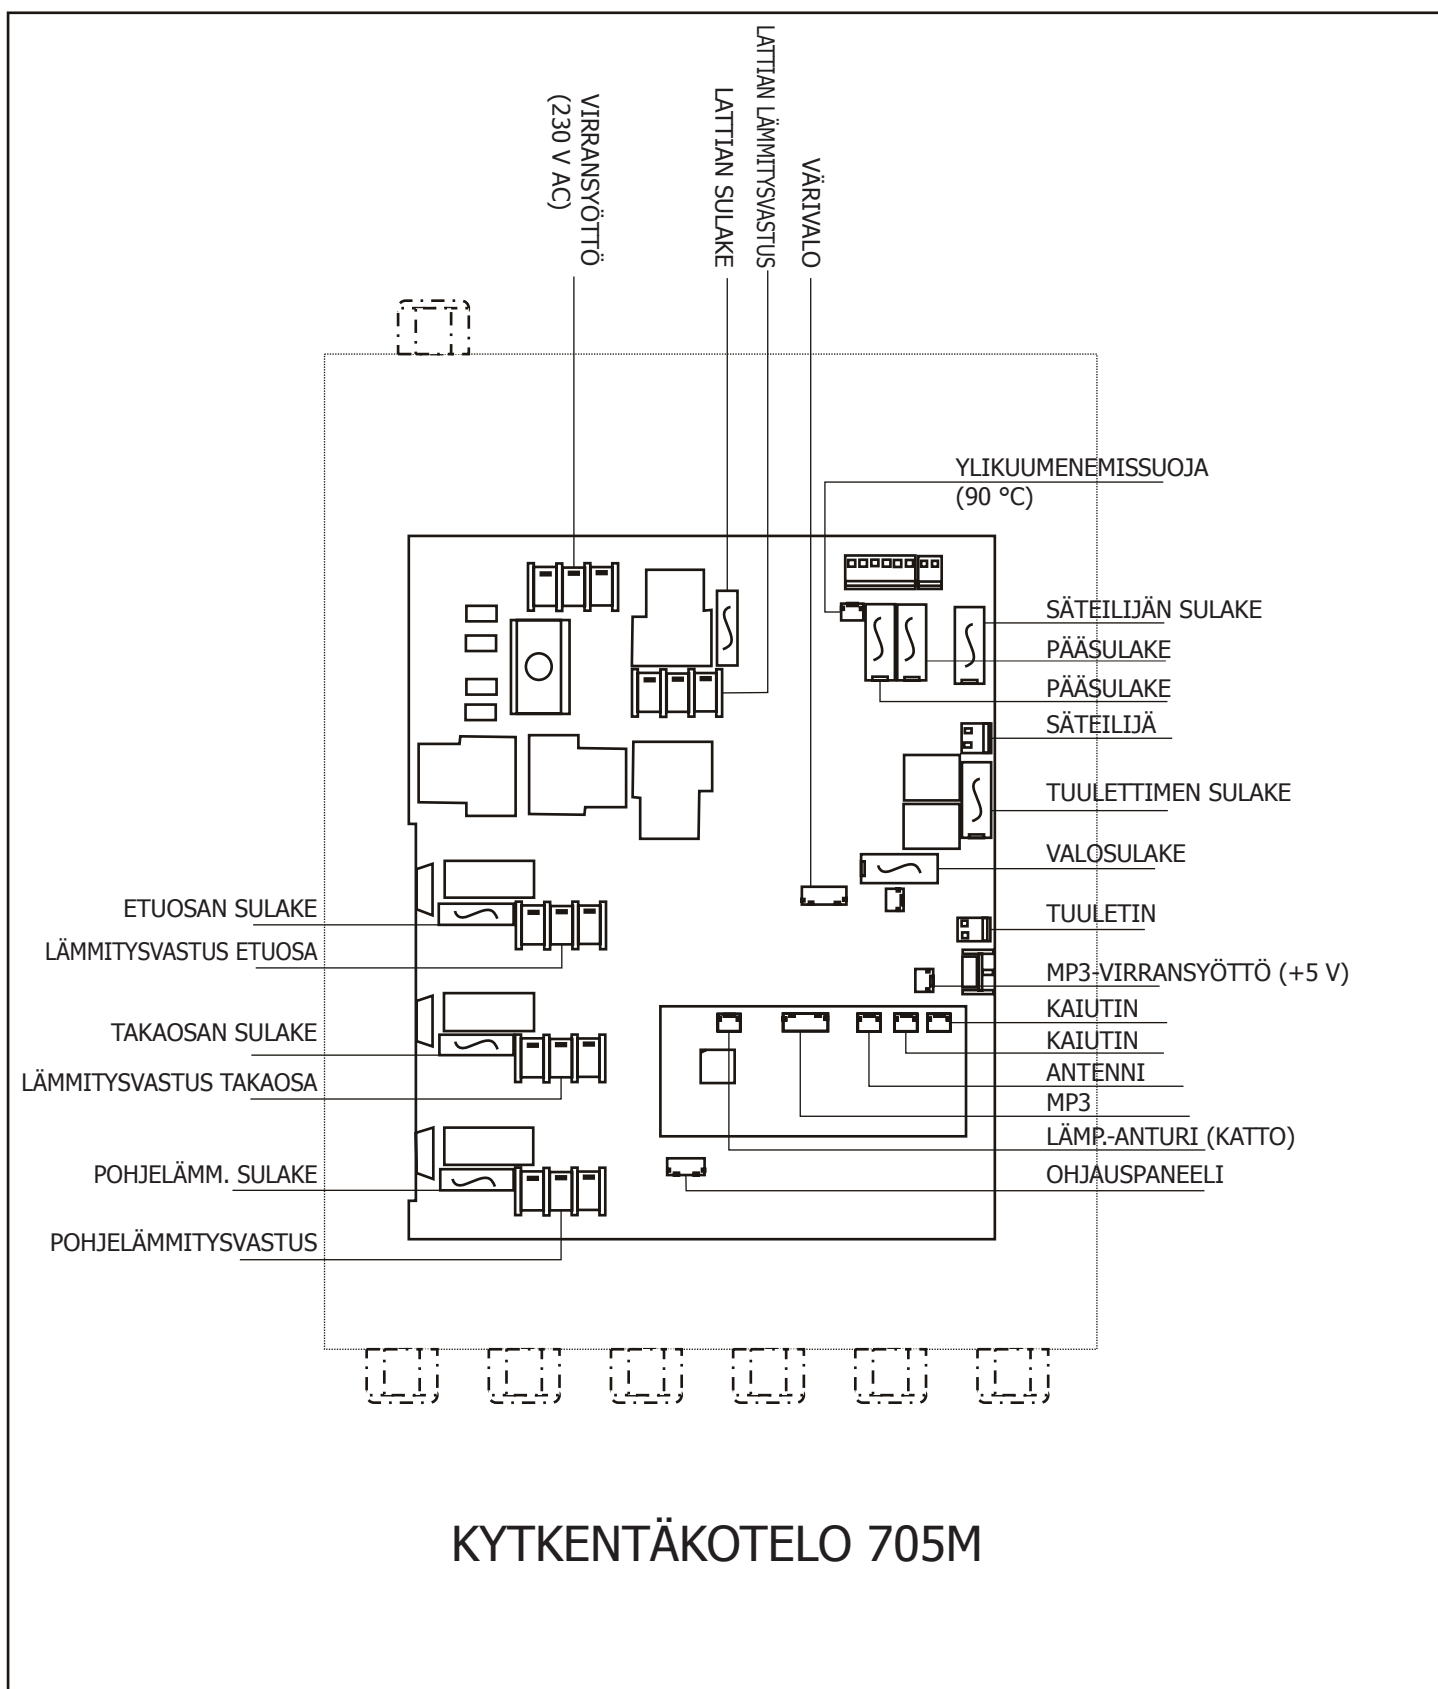 VIRRANSYÖTTÖ
(230 V AC)
LATTIAN SULAKE
LATTIAN LÄMMITYSVASTUS
VÄRIVALO
YLIKUUMENEMISSUOJA
(90 °C)
SÄTEILIJÄN SULAKE
PÄÄSULAKE
PÄÄSULAKE
SÄTEILIJÄ
TUULETTIMEN SULAKE
VALOSULAKE
TUULETIN
MP3-VIRRANSYÖTTÖ (+5 V)
KAIUTIN
KAIUTIN
ANTENNI
MP3
LÄMP.-ANTURI (KATTO)
OHJAUSPANEELI
ETUOSAN SULAKE
LÄMMITYSVASTUS ETUOSA
TAKAOSAN SULAKE
LÄMMITYSVASTUS TAKAOSA
POHJELÄMM. SULAKE
POHJELÄMMITYSVASTUS
KYTKENTÄKOTELO 705M